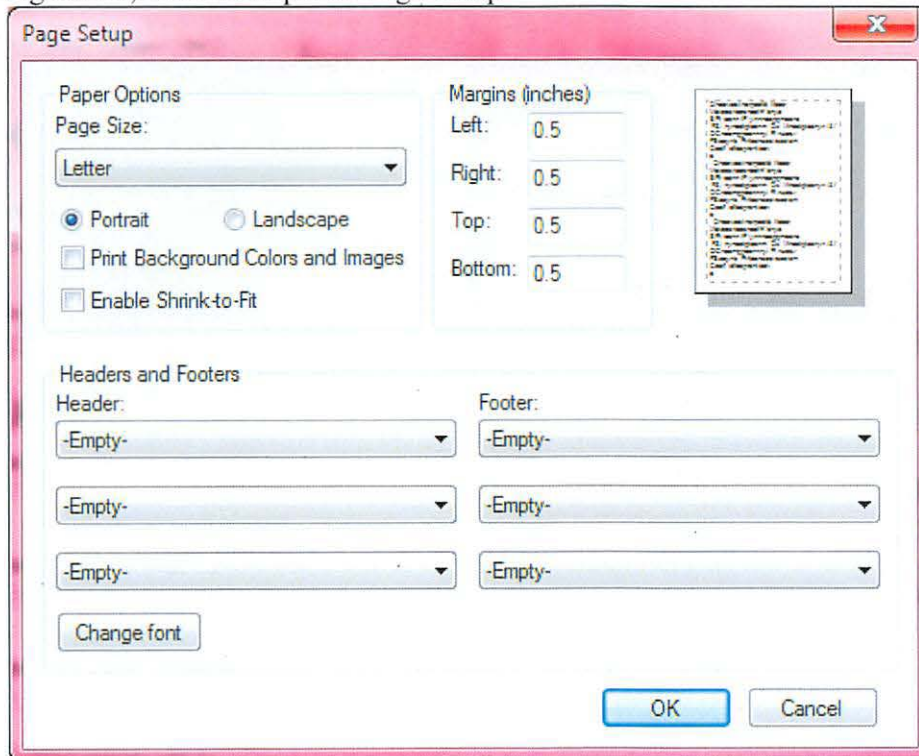 Page Setup
Paper Options
Page Size:
Letter
Portrait Landscape
Print Background Colors and Images
Enable Shrink-to-Fit
Margins (inches)
Left: 0.5
Right: 0.5
Top: 0.5
Bottom: 0.5
Headers and Footers
Header:
-Empty-
-Empty-
-Empty-
Footer:
-Empty-
-Empty-
-Empty-
Change font
OK Cancel